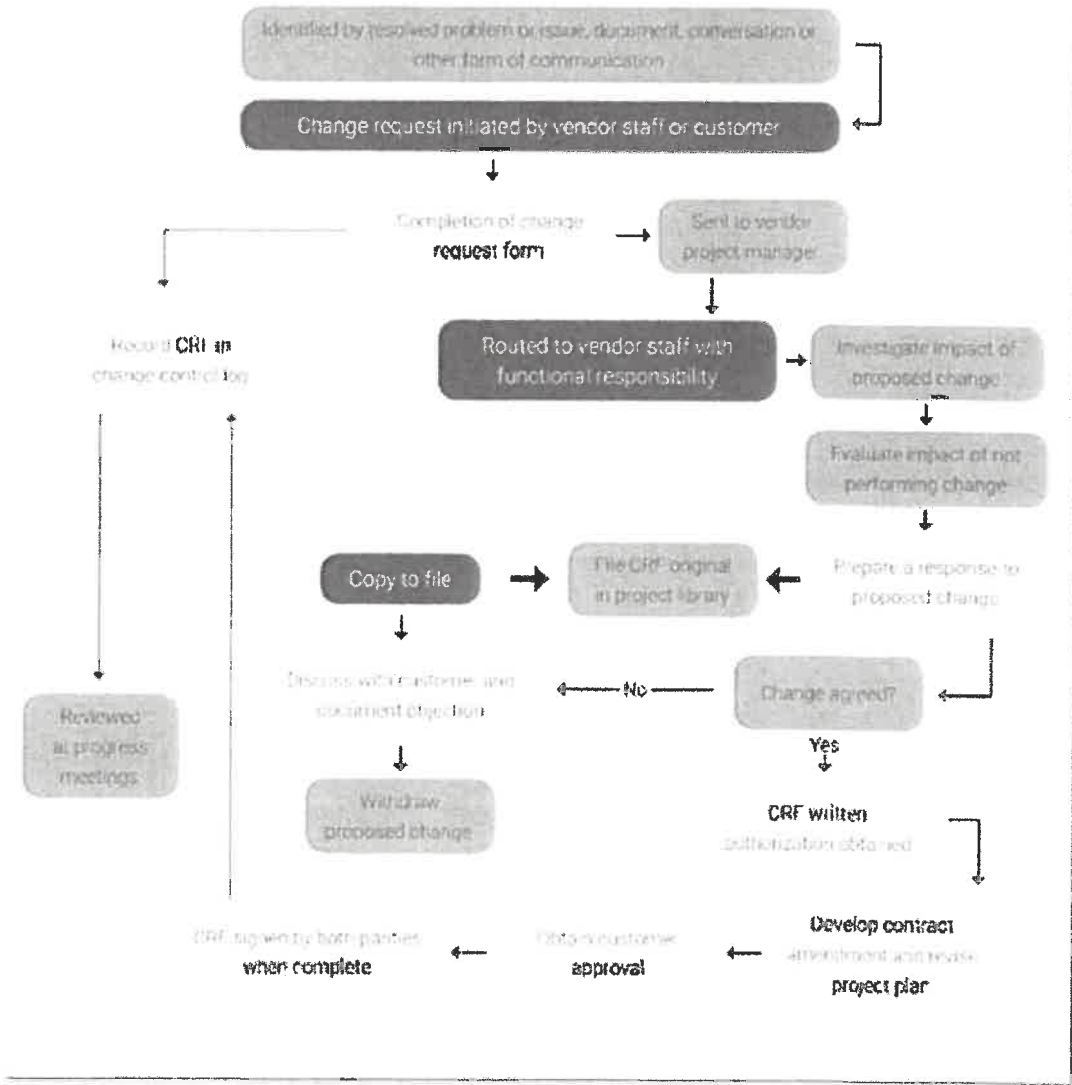 Identified by resolved problem or issue, document, conversation or
other form of communication
Change request initiated by vendor staff or customer
Completion of change
request form
Sent to vendor
project manager
Record CRF in
change control log
Routed to vendor staff with
functional responsibility
Investigate impact of
proposed change
Evaluate impact of not
performing change
Copy to file
File CRF original
in project library
Prepare a response to
proposed change
Discuss with customer and
document objection
No
Change agreed?
Reviewed
at progress
meetings
Yes
Withdraw
proposed change
CRF written
authorization obtained
CRF signed by both parties
when complete
Obtain customer
approval
Develop contract
amendment and revise
project plan